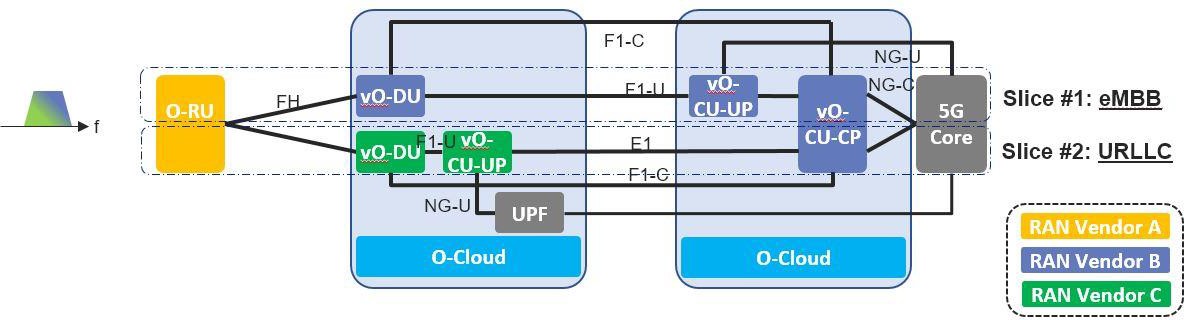 F1-C
NG-U
O-RU
FH
vO-DU
F1-U
vO-
CU-UP
vO-
CU-CP
NG-C
5G
Core
Slice #1: eMBB
f
vO-DU
F1-U
vO-
CU-UP
E1
Slice #2: URLLC
F1-C
NG-U
UPF
O-Cloud
O-Cloud
RAN Vendor A
RAN Vendor B
RAN Vendor C